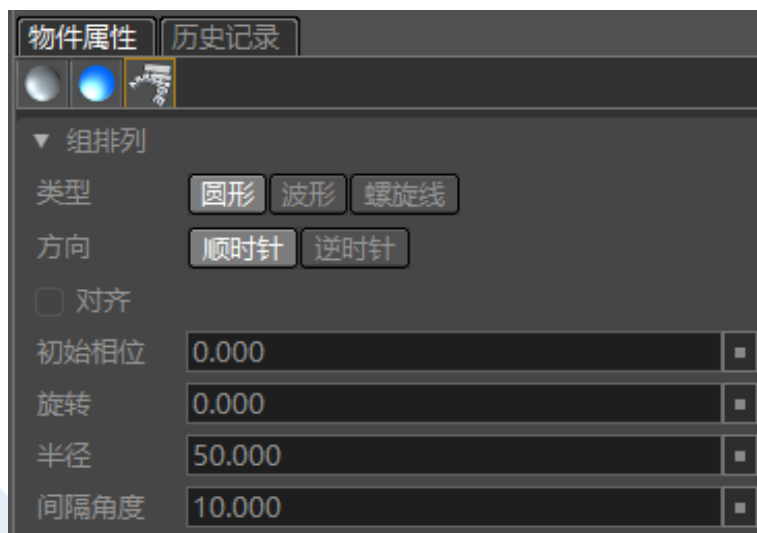 物件属性 历史记录
组排列
类型 圆形 波形 螺旋线
方向 顺时针 逆时针
对齐
初始相位 0.000
旋转 0.000
半径 50.000
间隔角度 10.000